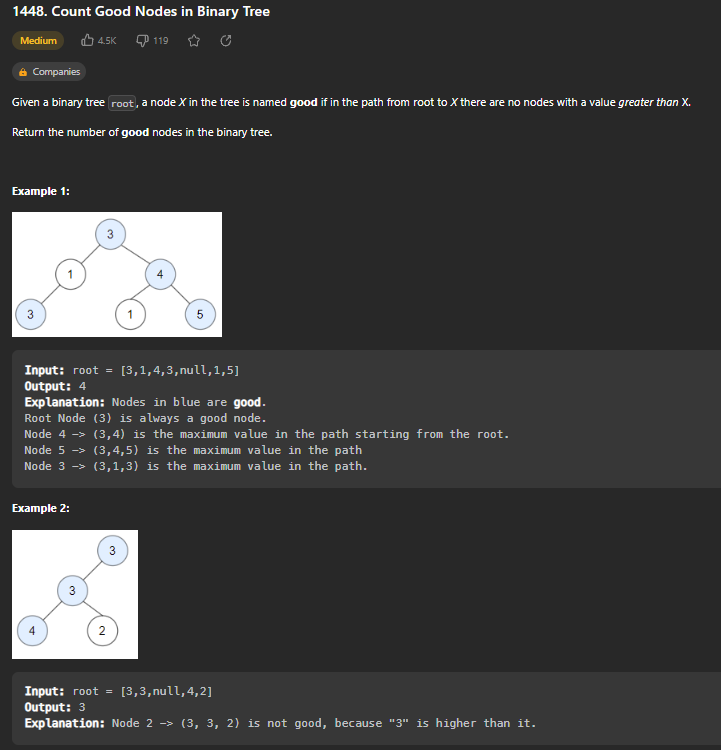 1448. Count Good Nodes in Binary Tree
Medium 4.5K 119
Companies
Given a binary tree root, a node X in the tree is named good if in the path from root to X there are no nodes with a value greater than X.
Return the number of good nodes in the binary tree.
Example 1:
3
1 4
3 1 5
Input: root = [3,1,4,3,null,1,5]
Output: 4
Explanation: Nodes in blue are good.
Root Node (3) is always a good node.
Node 4 -> (3,4) is the maximum value in the path starting from the root.
Node 5 -> (3,4,5) is the maximum value in the path
Node 3 -> (3,1,3) is the maximum value in the path.
Example 2:
3
3
4 2
Input: root = [3,3,null,4,2]
Output: 3
Explanation: Node 2 -> (3, 3, 2) is not good, because "3" is higher than it.